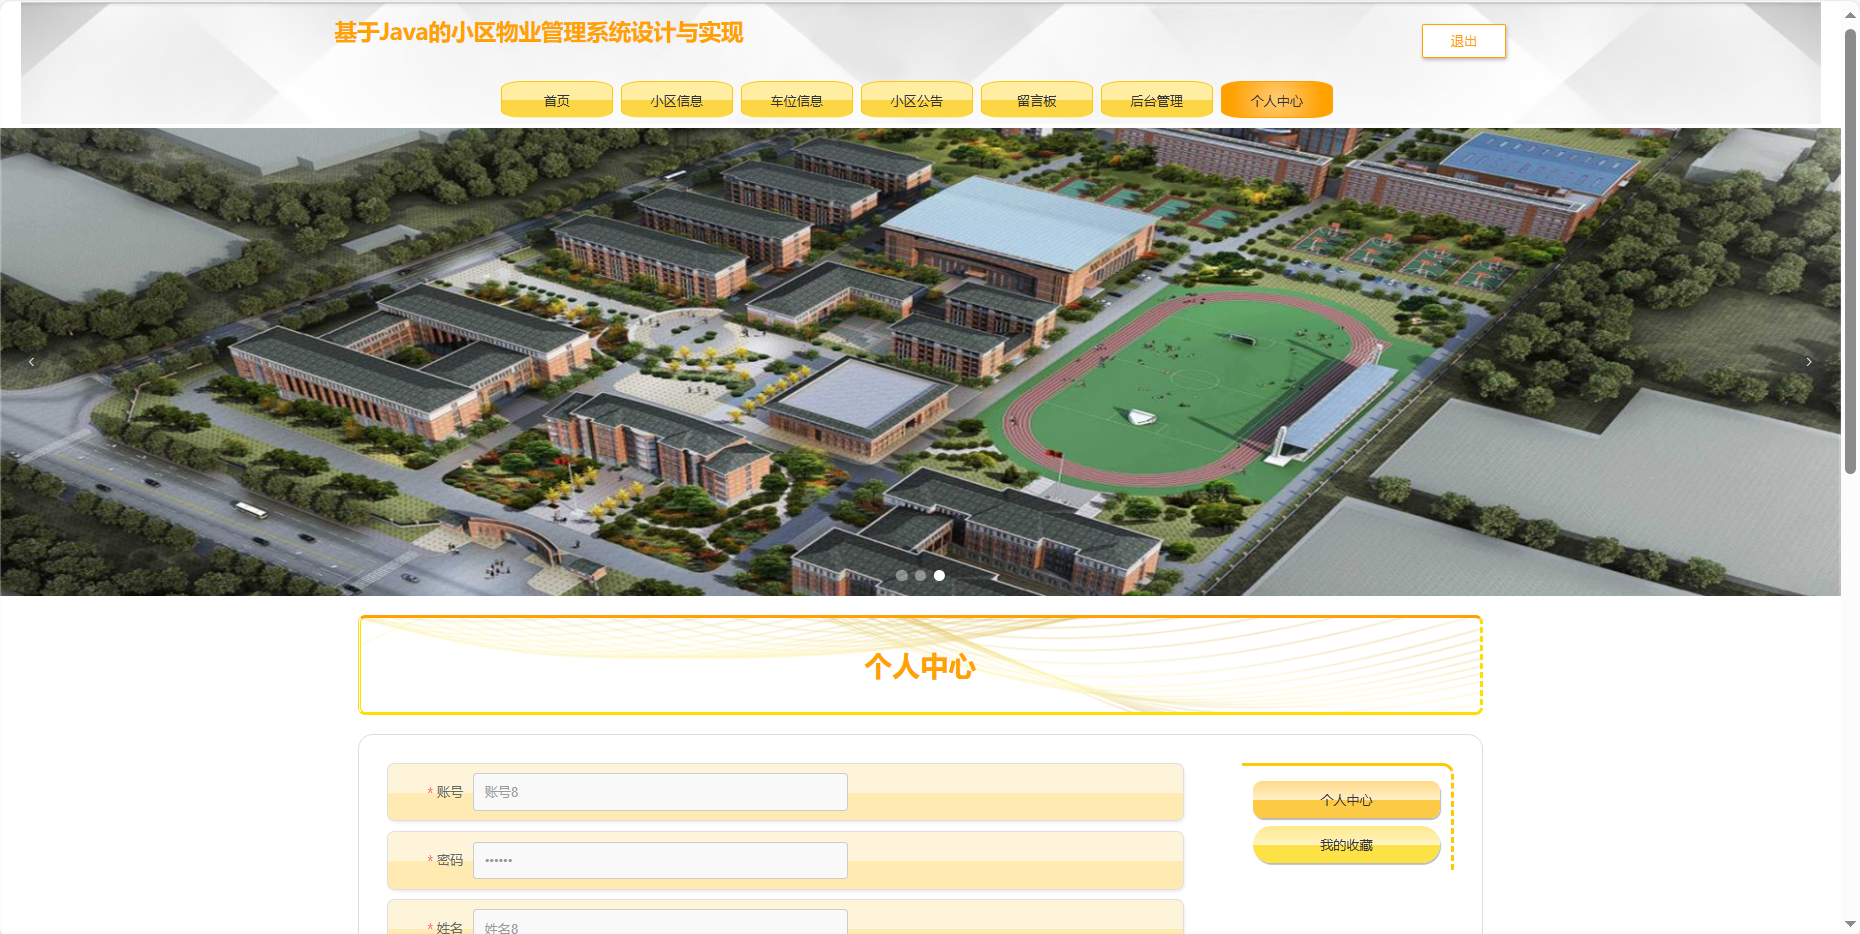 基于Java的小区物业管理系统设计与实现
退出
首页
小区信息
车位信息
小区公告
留言板
后台管理
个人中心
个人中心
* 账号
账号8
* 密码
••••••
* 姓名
姓名8
个人中心
我的收藏